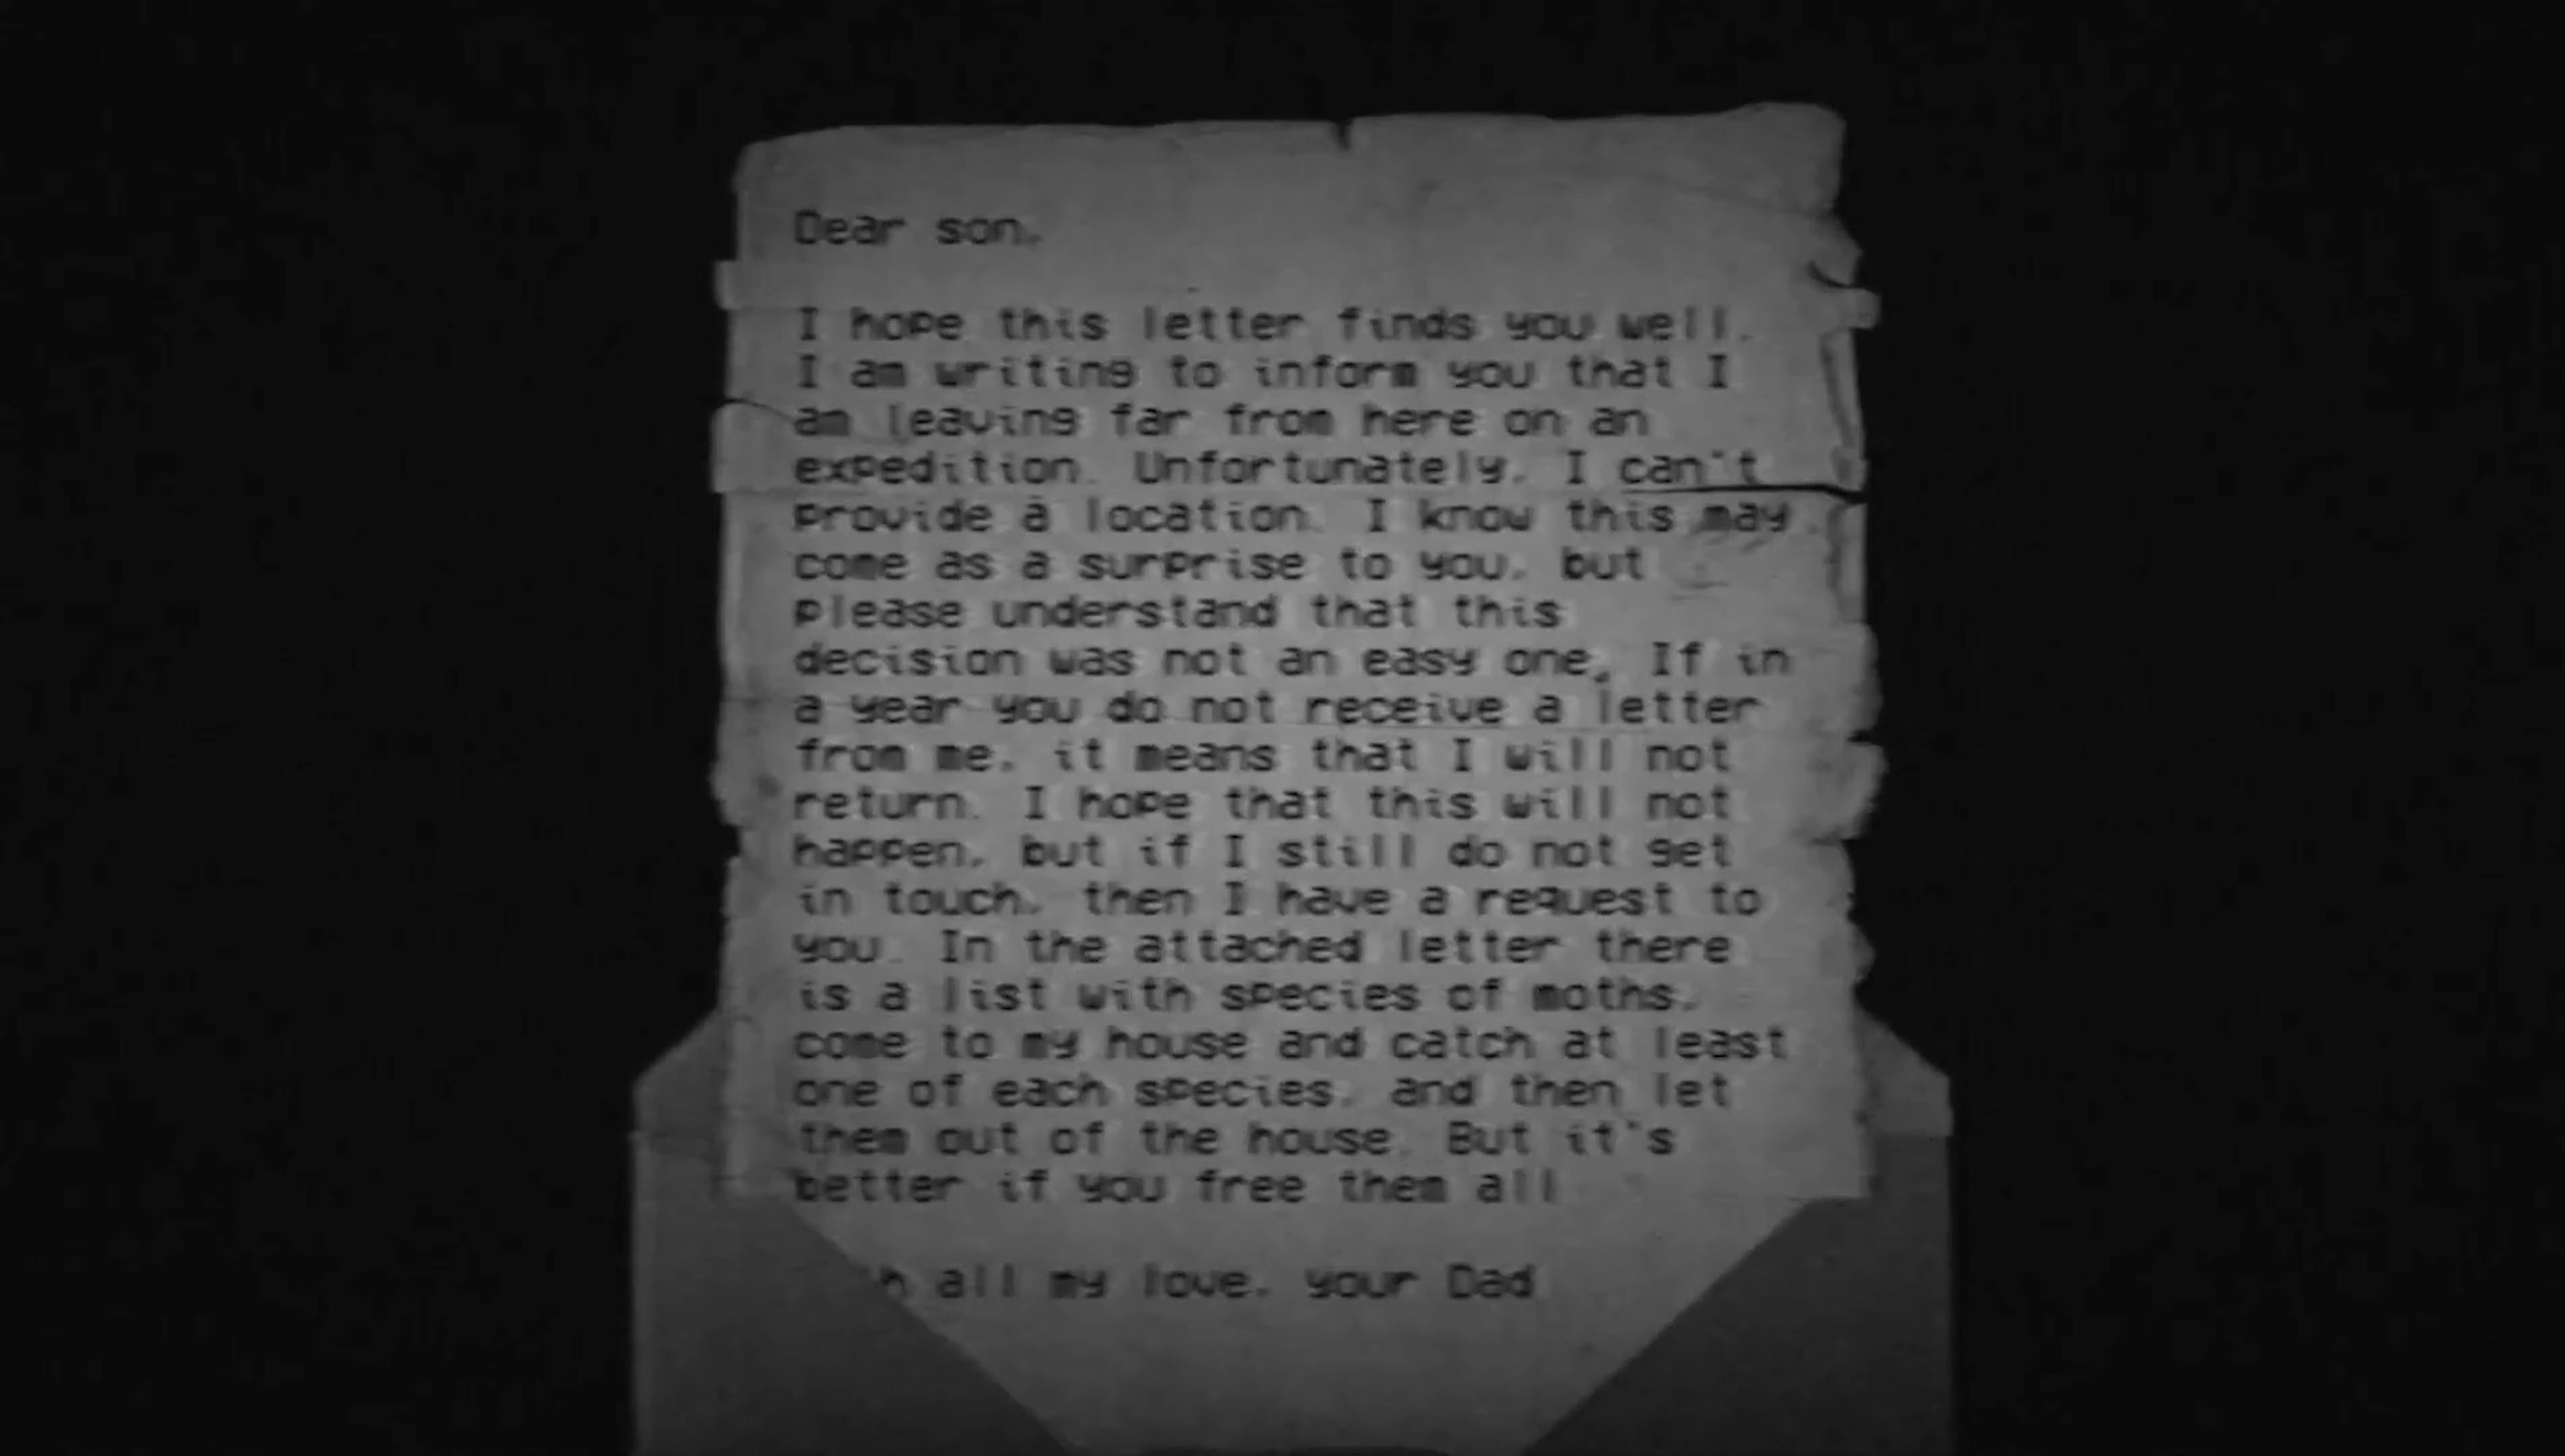 Dear son,
I hope this letter finds you well.
I am writing to inform you that I
am leaving far from here on an
expedition. Unfortunately, I can't
provide a location. I know this may
come as a surprise to you, but
please understand that this
decision was not an easy one. If in
a year you do not receive a letter
from me, it means that I will not
return. I hope that this will not
happen, but if I still do not get
in touch, then I have a request to
you. In the attached letter there
is a list with species of moths,
come to my house and catch at least
one of each species, and then let
them out of the house. But it's
better if you free them all
all my love, your Dad